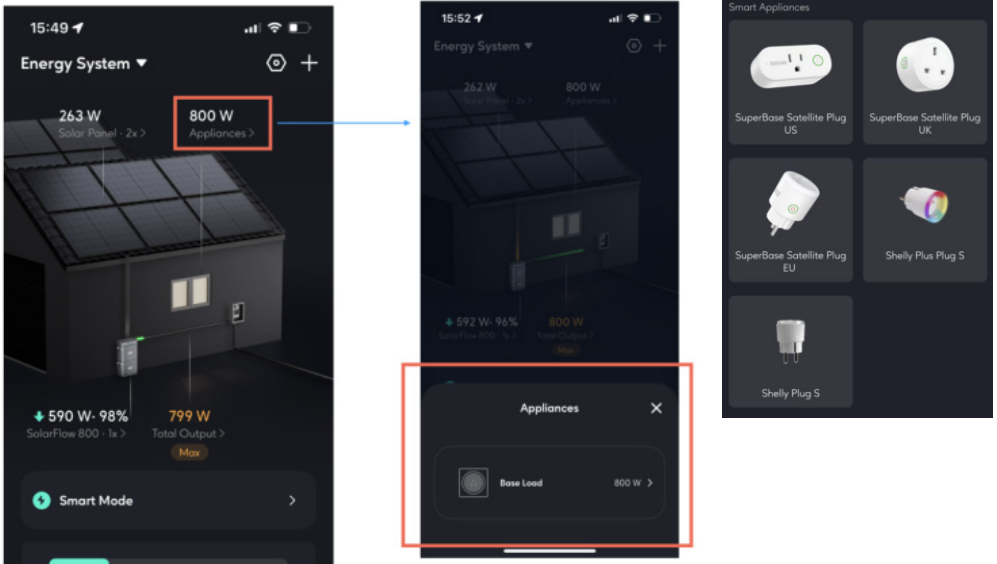 15:49
Energy System
263 W
Solar Panel · 2x >
800 W
Appliances >
590 W· 98%
SolarFlow 800 · 1x >
799 W
Total Output >
Max
Smart Mode
15:52
Energy System
262 W
Solar Panel · 2x >
800 W
Appliances >
592 W· 96%
SolarFlow 800 · 1x >
800 W
Total Output >
Max
Appliances
Base Load
800 W >
Smart Appliances
SuperBase Satellite Plug
US
SuperBase Satellite Plug
UK
SuperBase Satellite Plug
EU
Shelly Plus Plug S
Shelly Plug S